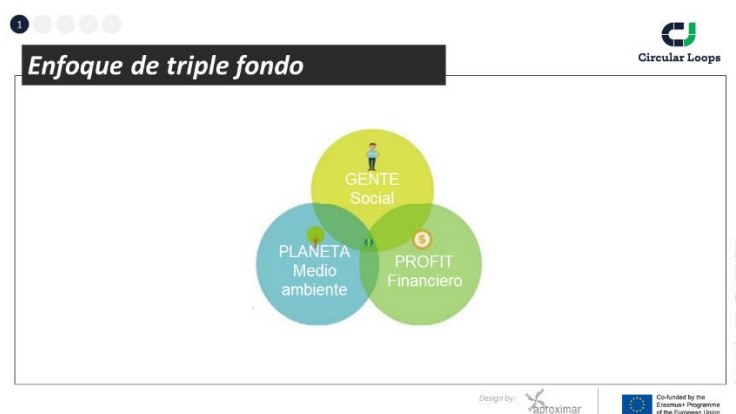 1
Circular Loops
Enfoque de triple fondo
GENTE
Social
PLANETA
Medio
ambiente
PROFIT
Financiero
Design by:
aproximar
Co-funded by the
Erasmus+ Programme
of the European Union